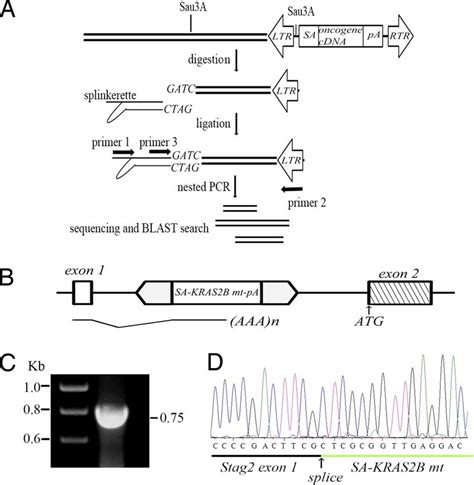 A
Sau3A
Sau3A
LTR SA oncogene cDNA pA RTR
digestion
splinkerette
GATC
CTAG
LTR
ligation
primer 1 primer 3
GATC
CTAG
LTR
nested PCR
primer 2
sequencing and BLAST search
B
exon 1
SA-KRAS2B mt-pA
exon 2
(AAA)n
ATG
C
Kb
1.0
0.8
0.6
0.75
D
CCCCGACTTCGCTCGCGGTTGAGGAC
Stag2 exon 1 SA-KRAS2B mt
splice